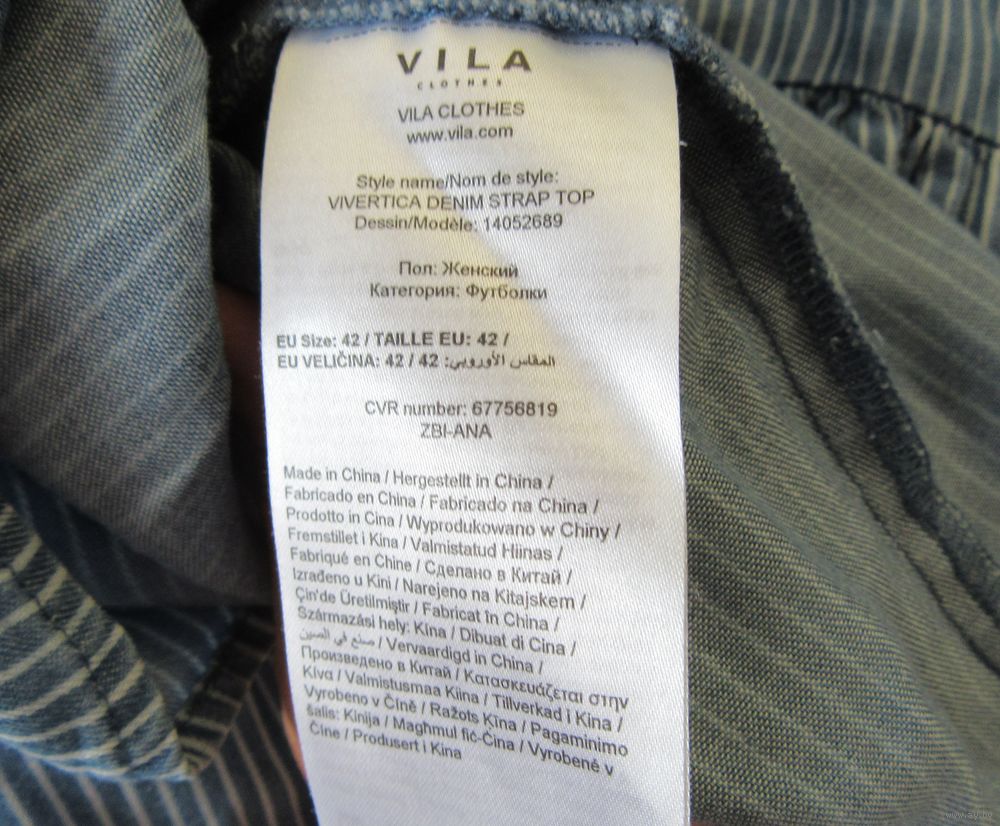 VILA
CLOTHES
VILA CLOTHES
www.vila.com
Style name/Nom de style:
VIVERTICA DENIM STRAP TOP
Dessin/Modèle: 14052689
Пол: Женский
Категория: Футболки
EU Size: 42 / TAILLE EU: 42 /
EU VELIČINA: 42 / 42 :المقاس الأوروبي
CVR number: 67756819
ZBI-ANA
Made in China / Hergestellt in China /
Fabricado en China / Fabricado na China /
Prodotto in Cina / Wyprodukowano w Chiny /
Fremstillet i Kina / Valmistatud Hiinas /
Fabriqué en Chine / Сделано в Китай /
Izrađeno u Kini / Narejeno na Kitajskem /
Çin'de Üretilmiştir / Fabricat în China /
Származási hely: Kína / Dibuat di Cina /
صنع في الصين / Vervaardigd in China /
Произведено в Китай / Κατασκευάζεται στην
Κίνα / Valmistusmaa Kiina / Tillverkad i Kina /
Vyrobeno v Číně / Ražots Ķīna / Pagaminimo
šalis: Kinija / Magħmul fiċ-Ċina / Vyrobené v
Číne / Produsert i Kina
www.ay.by